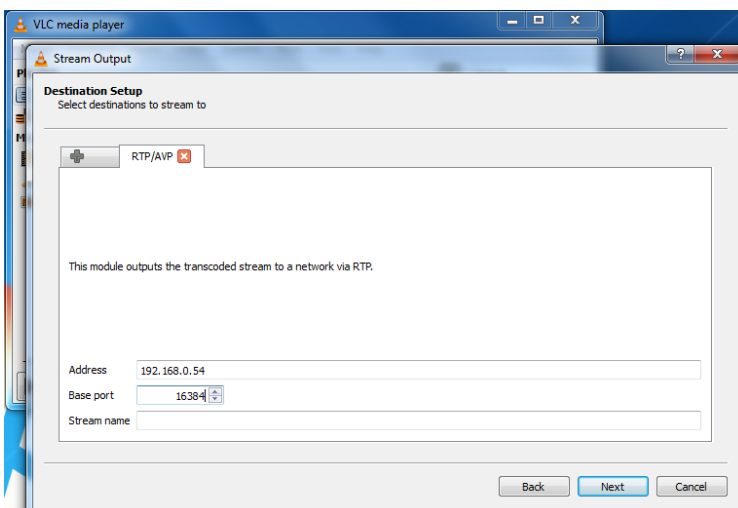 VLC media player
Stream Output
Destination Setup
Select destinations to stream to
RTP/AVP
This module outputs the transcoded stream to a network via RTP.
Address 192.168.0.54
Base port 16384
Stream name
Back Next Cancel